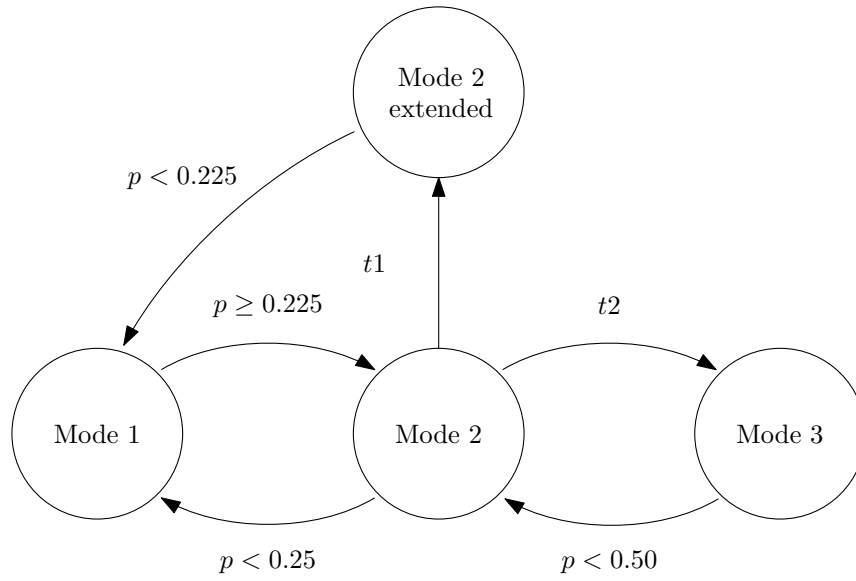 Mode 2
extended
p < 0.225
t1
p ≥ 0.225
t2
Mode 1
Mode 2
Mode 3
p < 0.25
p < 0.50